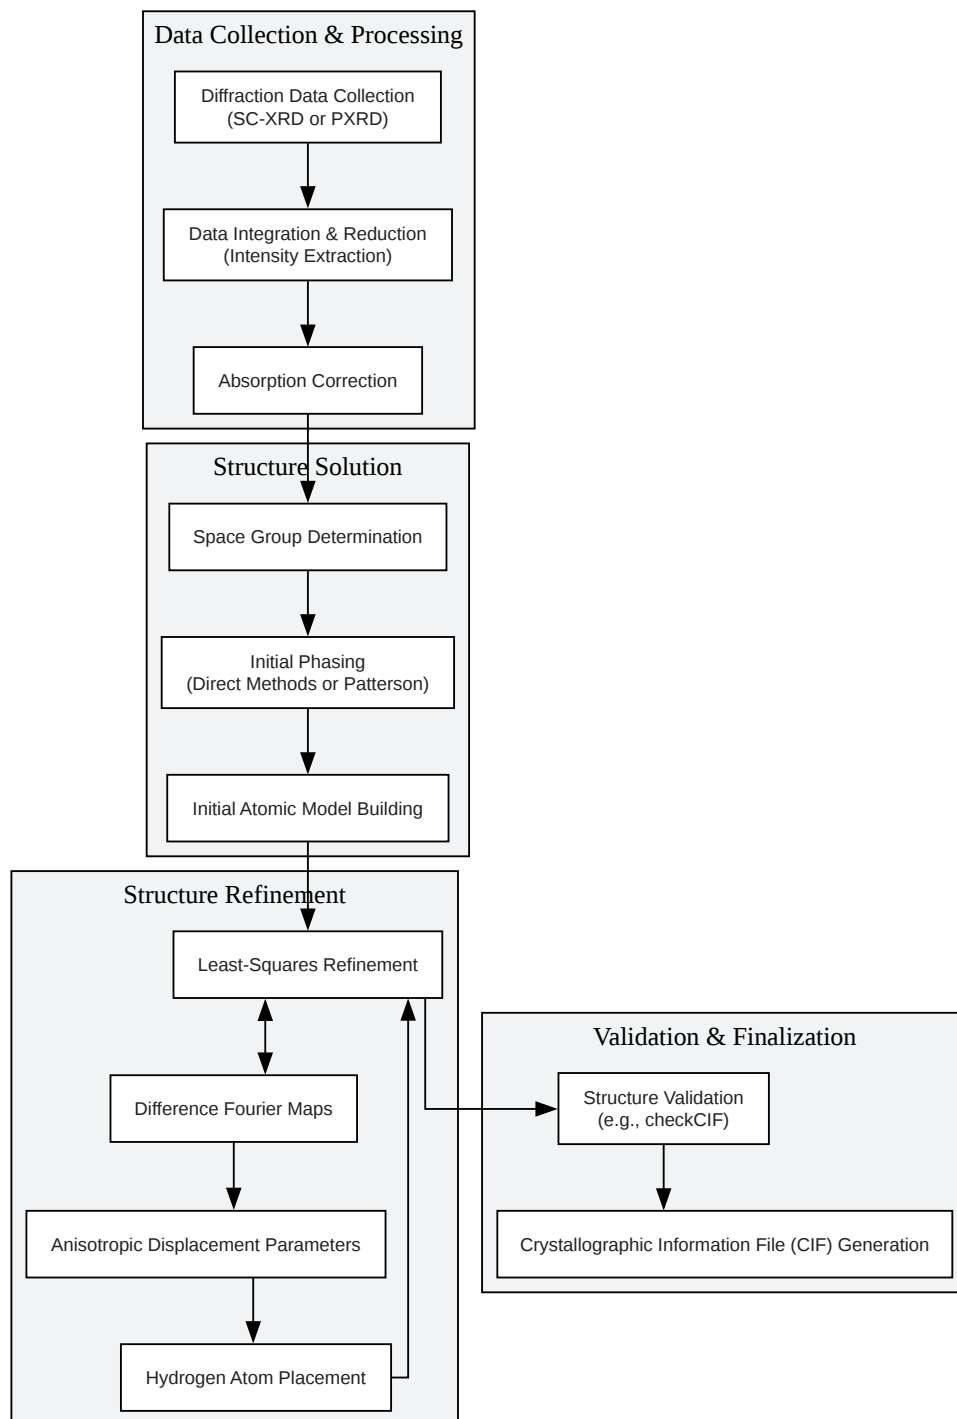 Data Collection & Processing
Diffraction Data Collection
(SC-XRD or PXRD)
Data Integration & Reduction
(Intensity Extraction)
Absorption Correction
Structure Solution
Space Group Determination
Initial Phasing
(Direct Methods or Patterson)
Initial Atomic Model Building
Structure Refinement
Least-Squares Refinement
Difference Fourier Maps
Anisotropic Displacement Parameters
Hydrogen Atom Placement
Validation & Finalization
Structure Validation
(e.g., checkCIF)
Crystallographic Information File (CIF) Generation